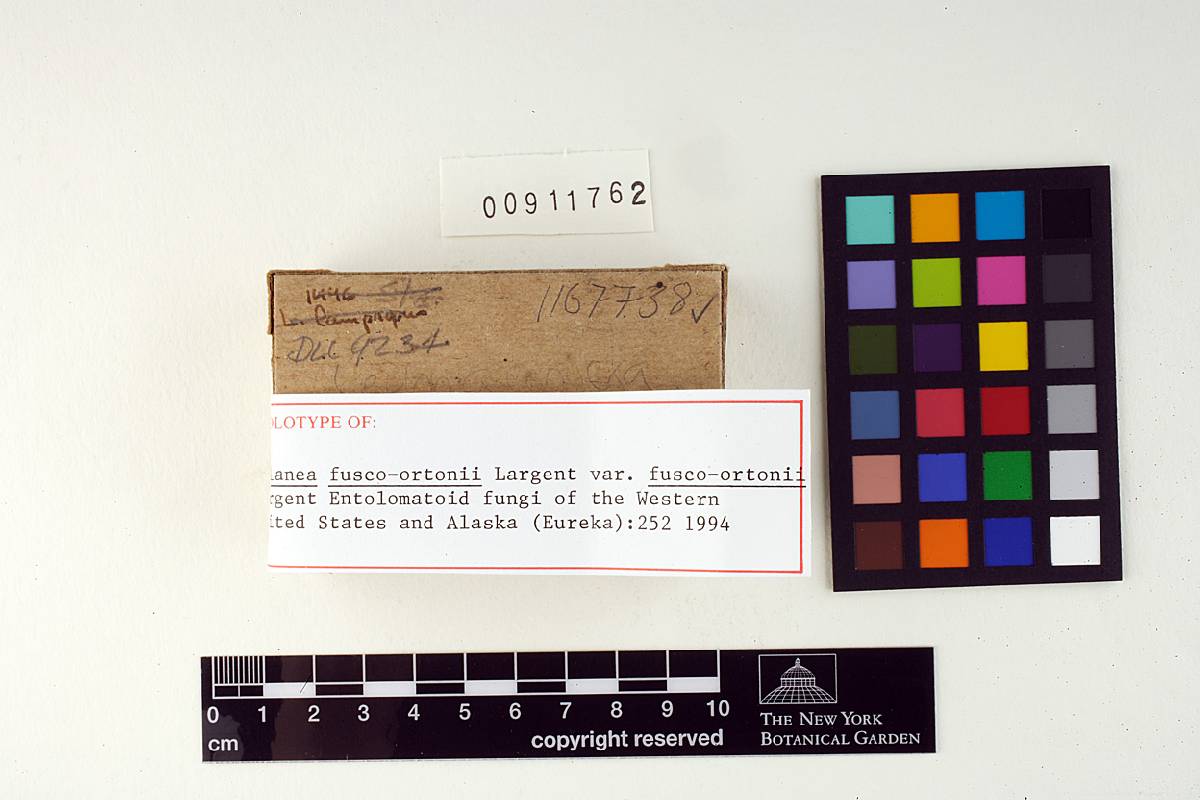 00911762
1167738✓
DLL 9234
LOTYPE OF:
anea fusco-ortonii Largent var. fusco-ortonii
rgent Entolomatoid fungi of the Western
ited States and Alaska (Eureka):252 1994
0 1 2 3 4 5 6 7 8 9 10
cm
copyright reserved
THE NEW YORK
BOTANICAL GARDEN